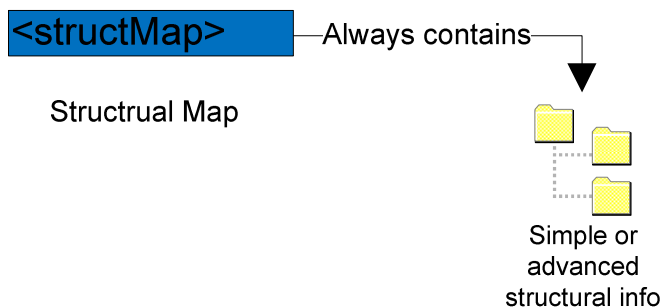 <structMap>
Always contains
Structrual Map
Simple or
advanced
structural info